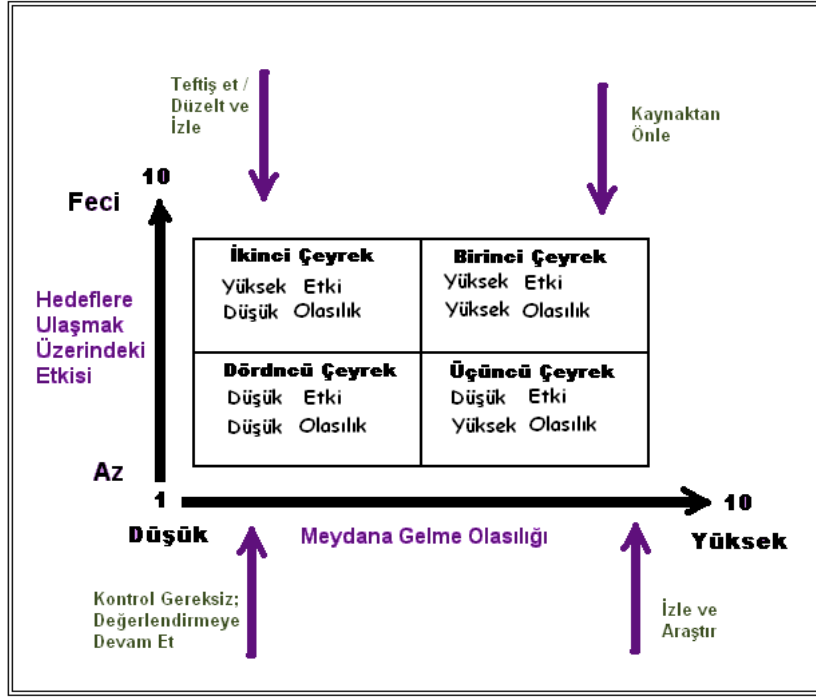 Teftiş et /
Düzelt ve
İzle
Kaynaktan
Önle
10
Feci
Hedeflere
Ulaşmak
Üzerindeki
Etkisi
İkinci Çeyrek
Yüksek Etki
Düşük Olasılık
Birinci Çeyrek
Yüksek Etki
Yüksek Olasılık
Dördncü Çeyrek
Düşük Etki
Düşük Olasılık
Üçüncü Çeyrek
Düşük Etki
Yüksek Olasılık
Az
1
10
Düşük
Meydana Gelme Olasılığı
Yüksek
Kontrol Gereksiz;
Değerlendirmeye
Devam Et
İzle ve
Araştır